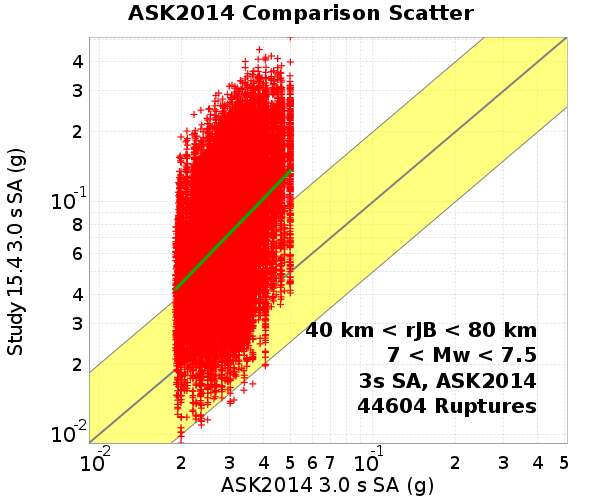 ASK2014 Comparison Scatter
Study 15.4 3.0 s SA (g)
4
3
2
10-1
8
6
4
3
2
10-2
40 km < rJB < 80 km
7 < Mw < 7.5
3s SA, ASK2014
44604 Ruptures
10-2 2 3 4 5 6 7 10-1 2 3 4 5
ASK2014 3.0 s SA (g)